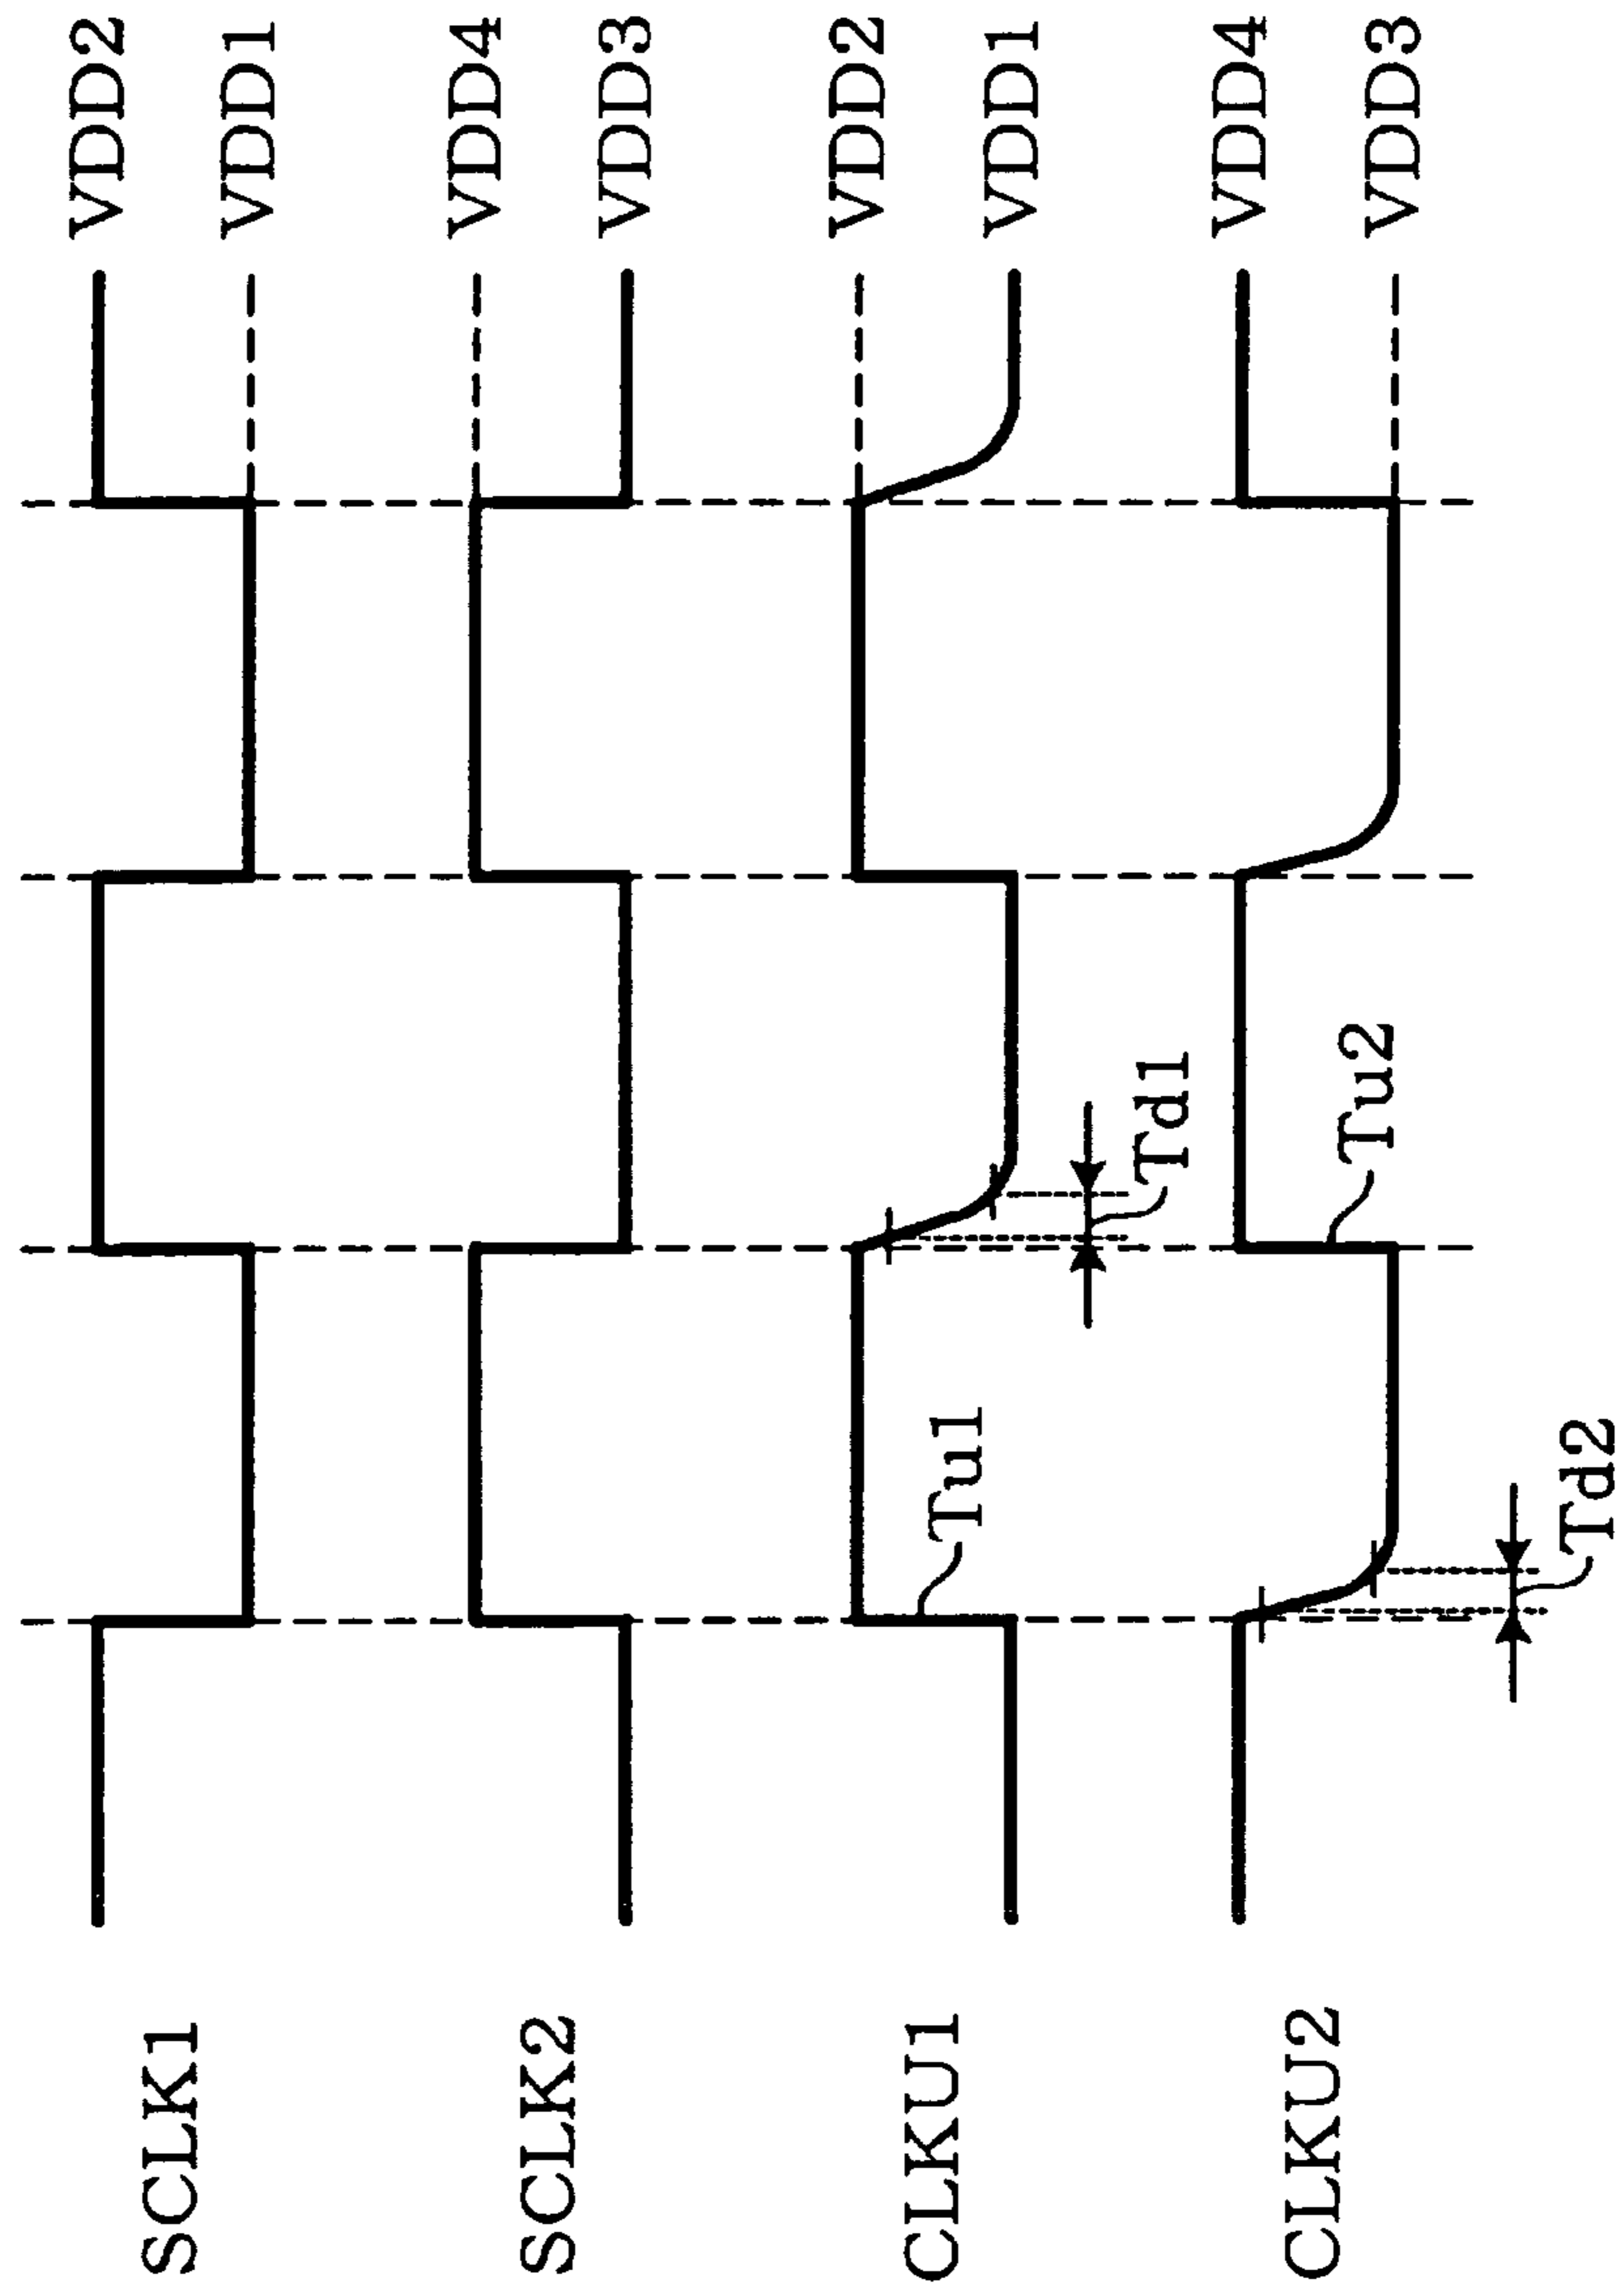 SCLK1
VDD2
VDD1
SCLK2
VDD4
VDD3
CLKU1
VDD2
VDD1
Tu1
Td1
CLKU2
VDD4
VDD3
Tu2
Td2